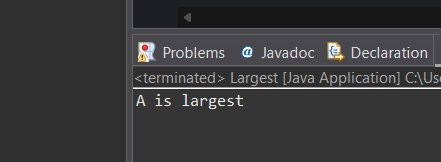 Problems @ Javadoc Declaration
<terminated> Largest [Java Application] C:\Us
A is largest